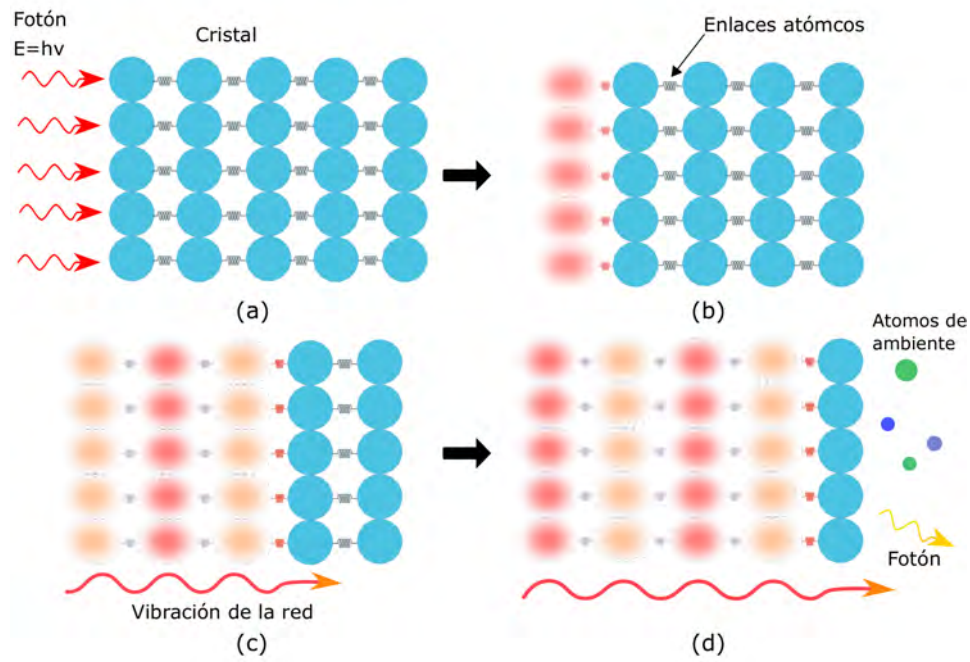 Fotón
E=hv
Cristal
Enlaces atómcos
(a)
(b)
Atomos de
ambiente
Fotón
Vibración de la red
(c)
(d)